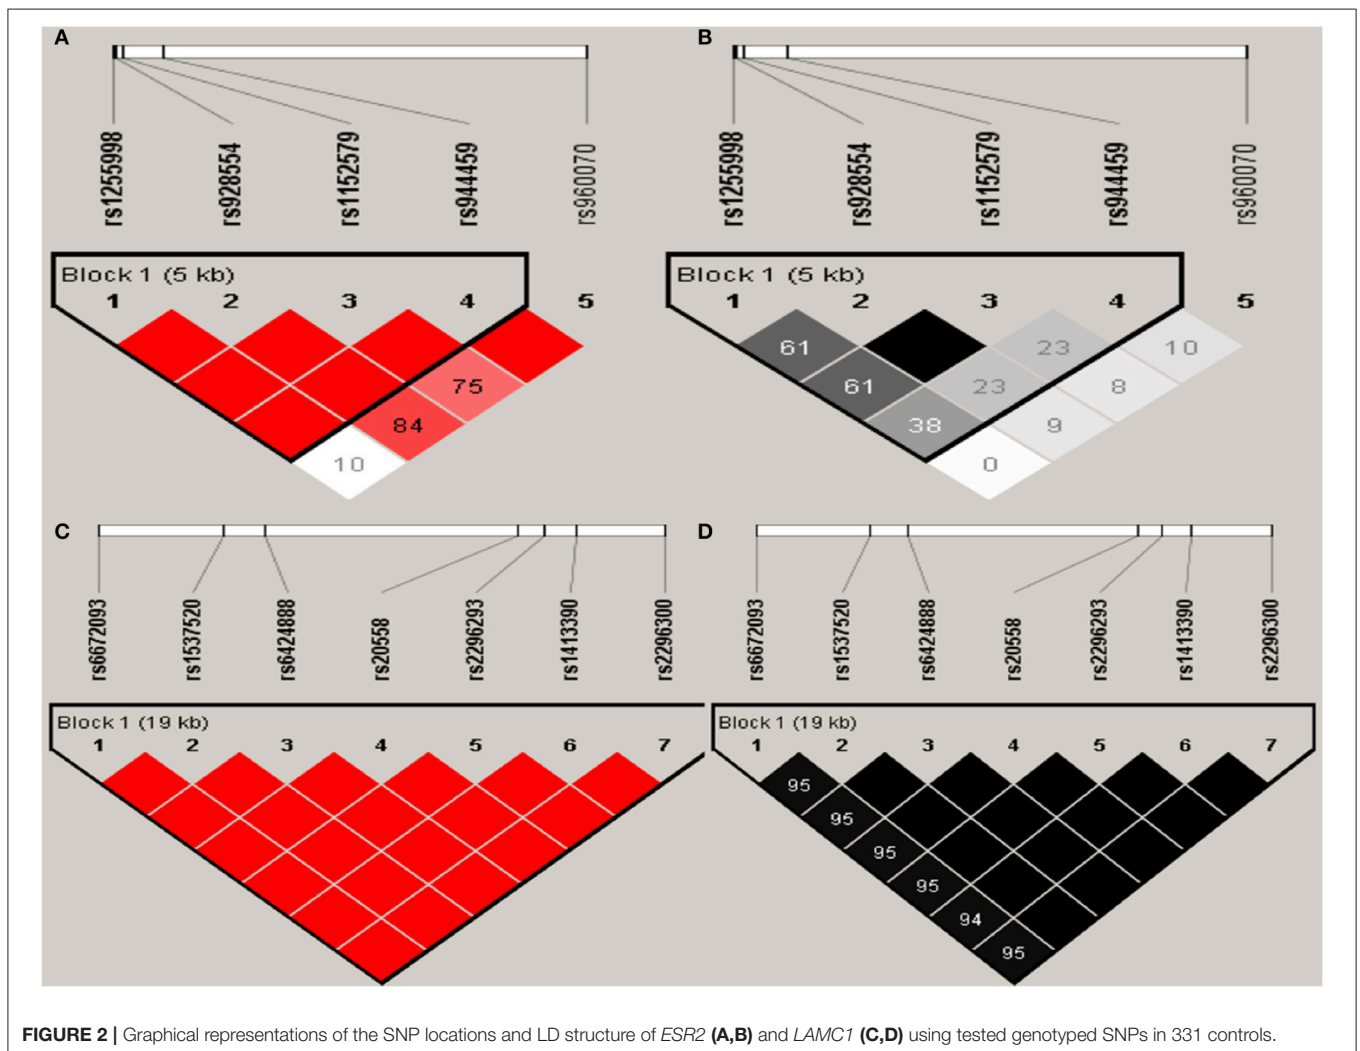 A
B
rs1255998 rs928554 rs1152579 rs944459 rs960070
rs1255998 rs928554 rs1152579 rs944459 rs960070
Block 1 (5 kb)
1 2 3 4 5
75
84
10
Block 1 (5 kb)
1 2 3 4 5
61 23 10
61 23 8
38 9
0
C
D
rs6672093 rs1537520 rs6424888 rs20558 rs2296293 rs1413390 rs2296300
rs6672093 rs1537520 rs6424888 rs20558 rs2296293 rs1413390 rs2296300
Block 1 (19 kb)
1 2 3 4 5 6 7
Block 1 (19 kb)
1 2 3 4 5 6 7
95
95
95
95
94
95
FIGURE 2 | Graphical representations of the SNP locations and LD structure of ESR2 (A,B) and LAMC1 (C,D) using tested genotyped SNPs in 331 controls.